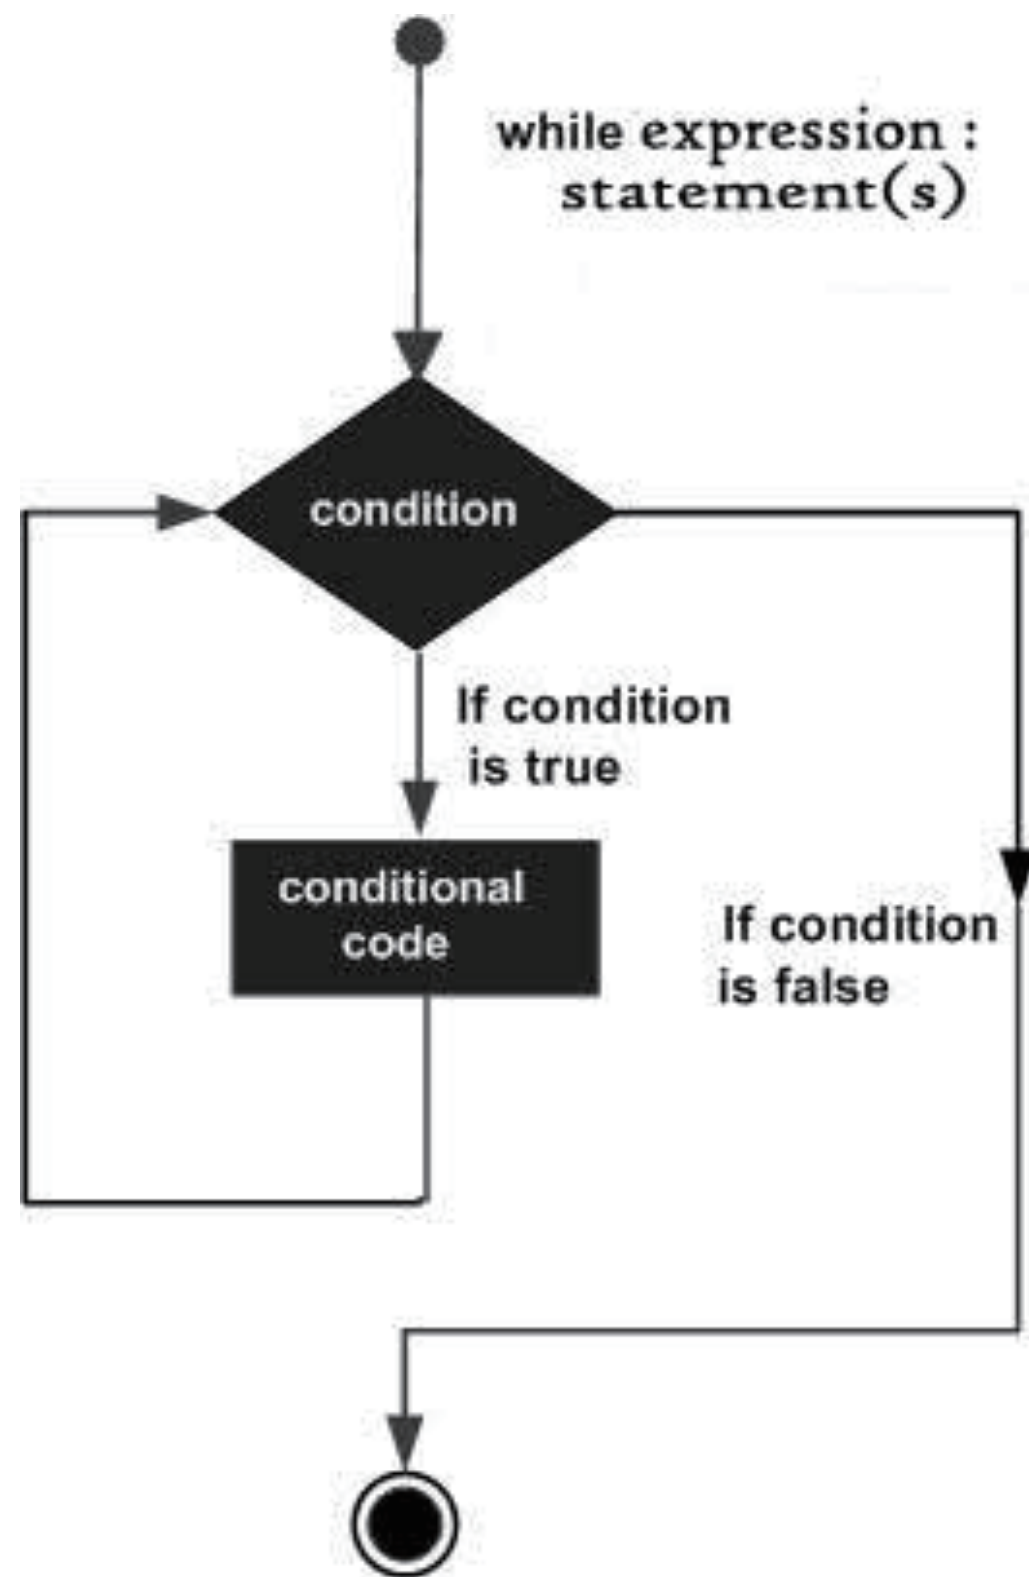 while expression :
statement(s)
condition
If condition
is true
conditional
code
If condition
is false